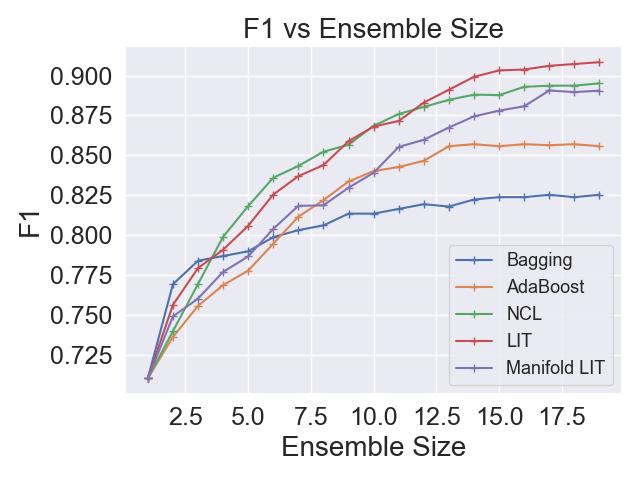 F1 vs Ensemble Size
0.900
0.875
0.850
0.825
0.800
0.775
0.750
0.725
F1
Bagging
AdaBoost
NCL
LIT
Manifold LIT
2.5 5.0 7.5 10.0 12.5 15.0 17.5
Ensemble Size